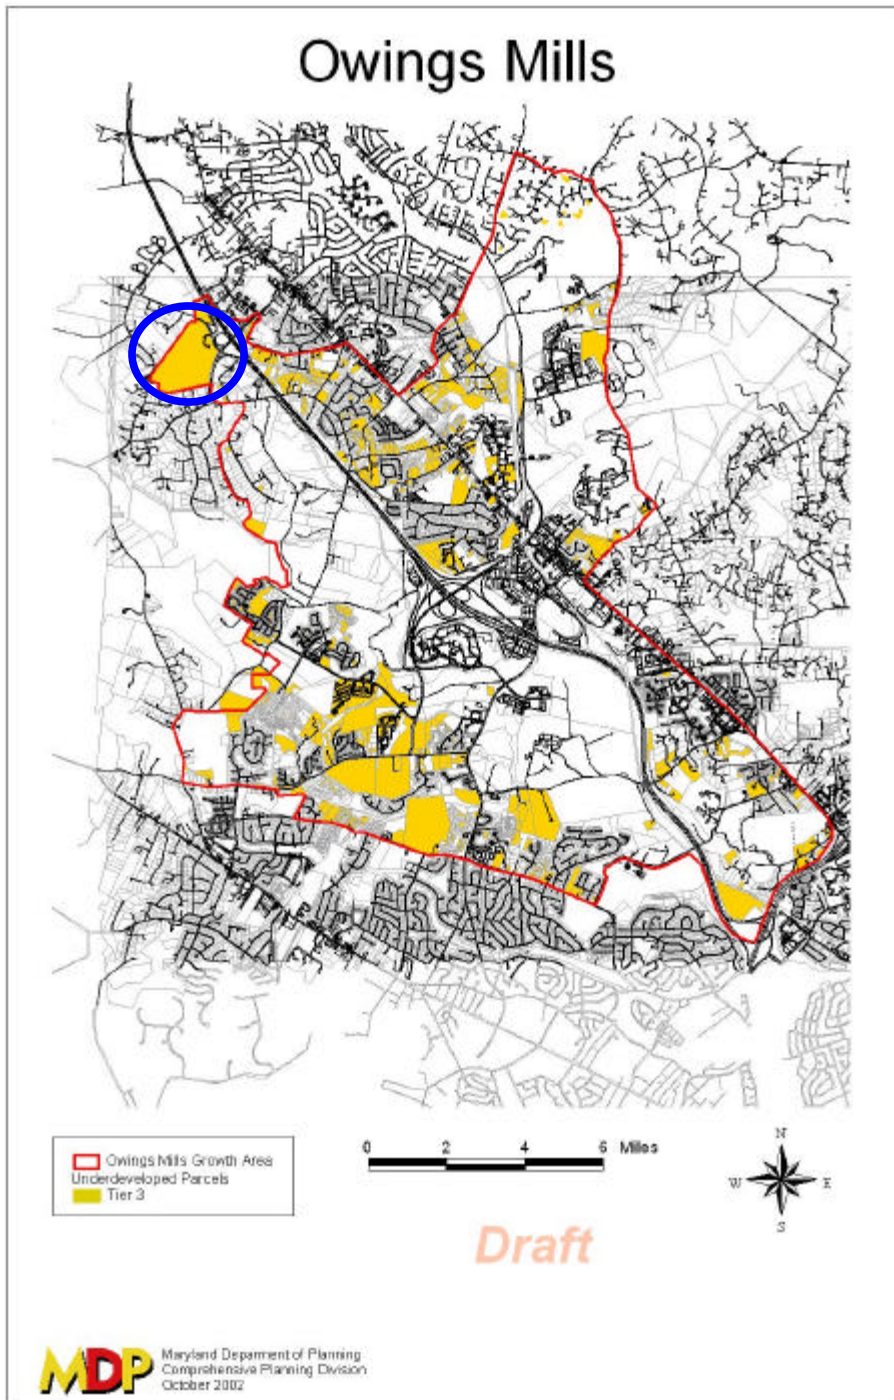 Owings Mills
Owings Mills Growth Area
Underdeveloped Parcels
Tier 3
0 2 4 6 Miles
N
W E
S
Draft
MDP
Maryland Deparment of Planning
Comprehensive Planning Division
October 2002